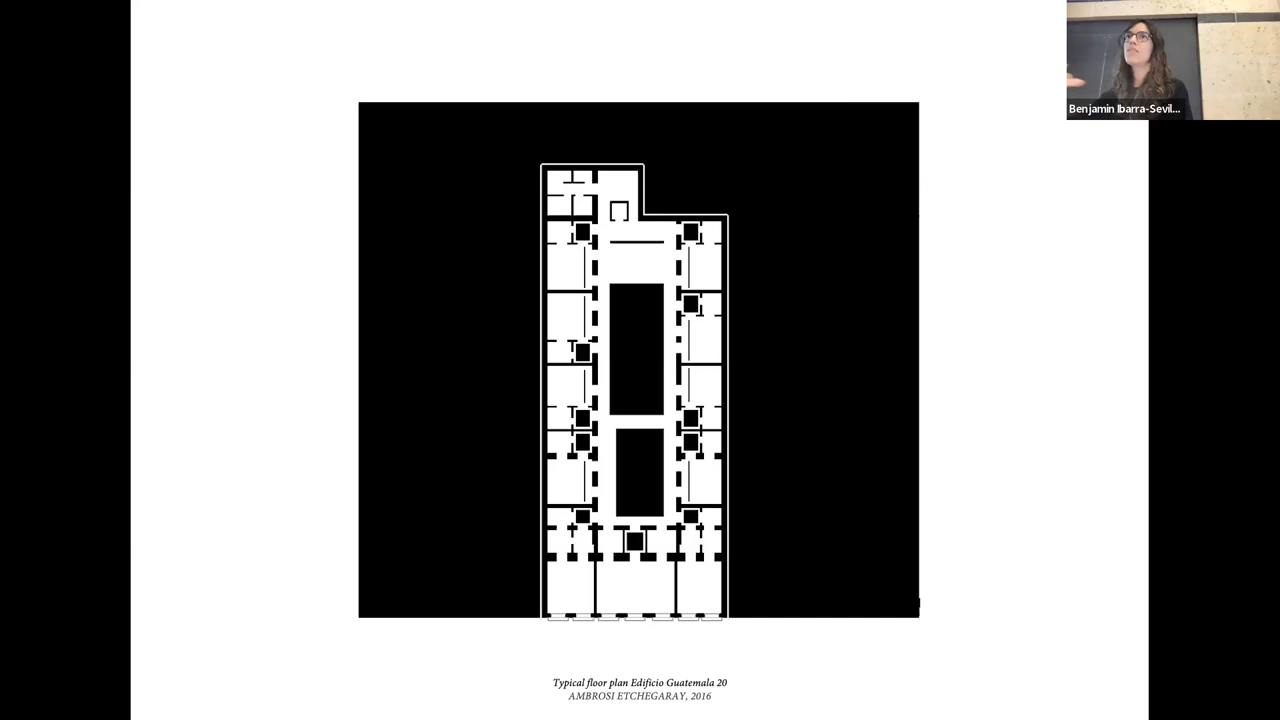 Benjamin Ibarra-Sevil...
Typical floor plan Edificio Guatemala 20
AMBROSI ETCHEGARAY, 2016